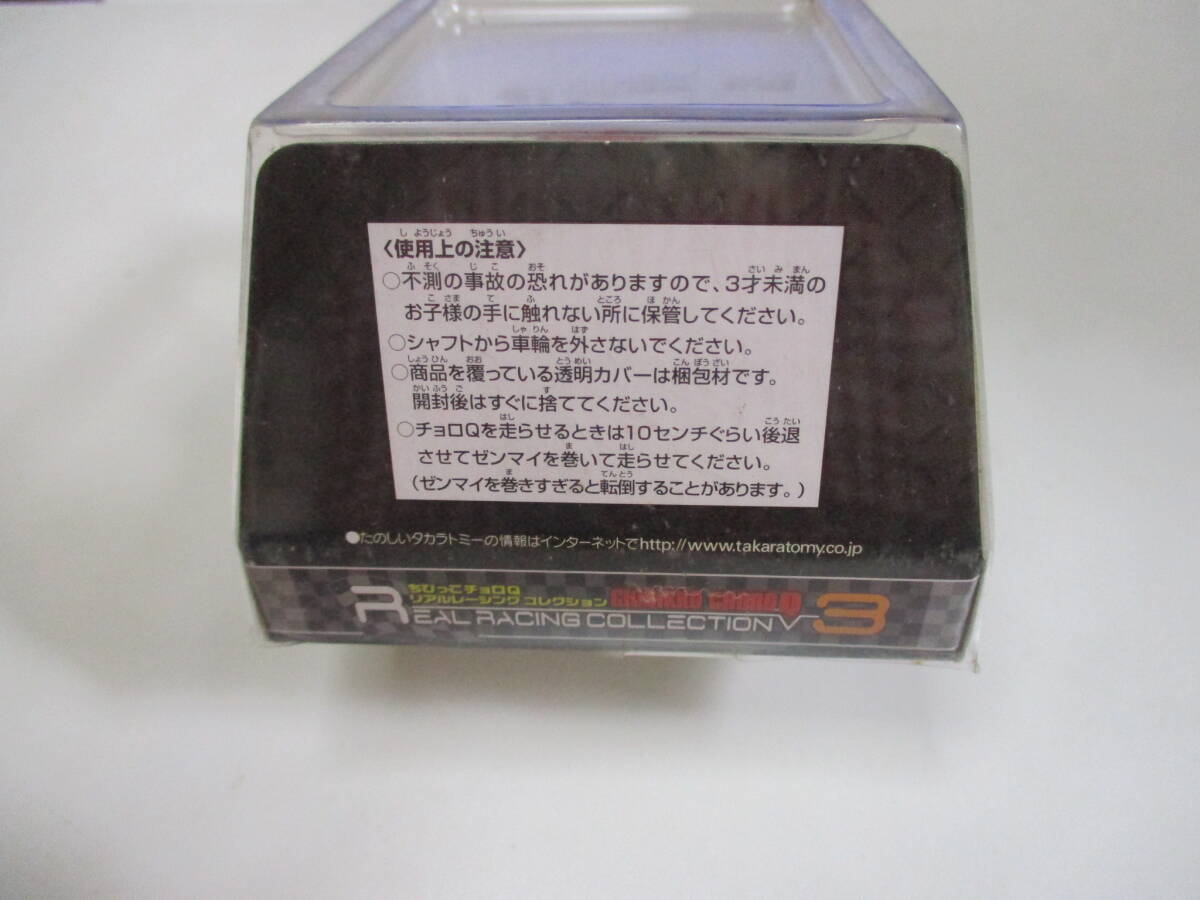 〈使用上の注意〉
○不測の事故の恐れがありますので、3才未満の
お子様の手に触れない所に保管してください。
○シャフトから車輪を外さないでください。
○商品を覆っている透明カバーは梱包材です。
開封後はすぐに捨ててください。
○チョロQを走らせるときは10センチぐらい後退
させてゼンマイを巻いて走らせてください。
(ゼンマイを巻きすぎると転倒することがあります。)
●たのしいタカラトミーの情報はインターネットでhttp://www.takaratomy.co.jp
ちびっこチョロQ
リアルレーシング コレクション
REAL RACING COLLECTION V 3